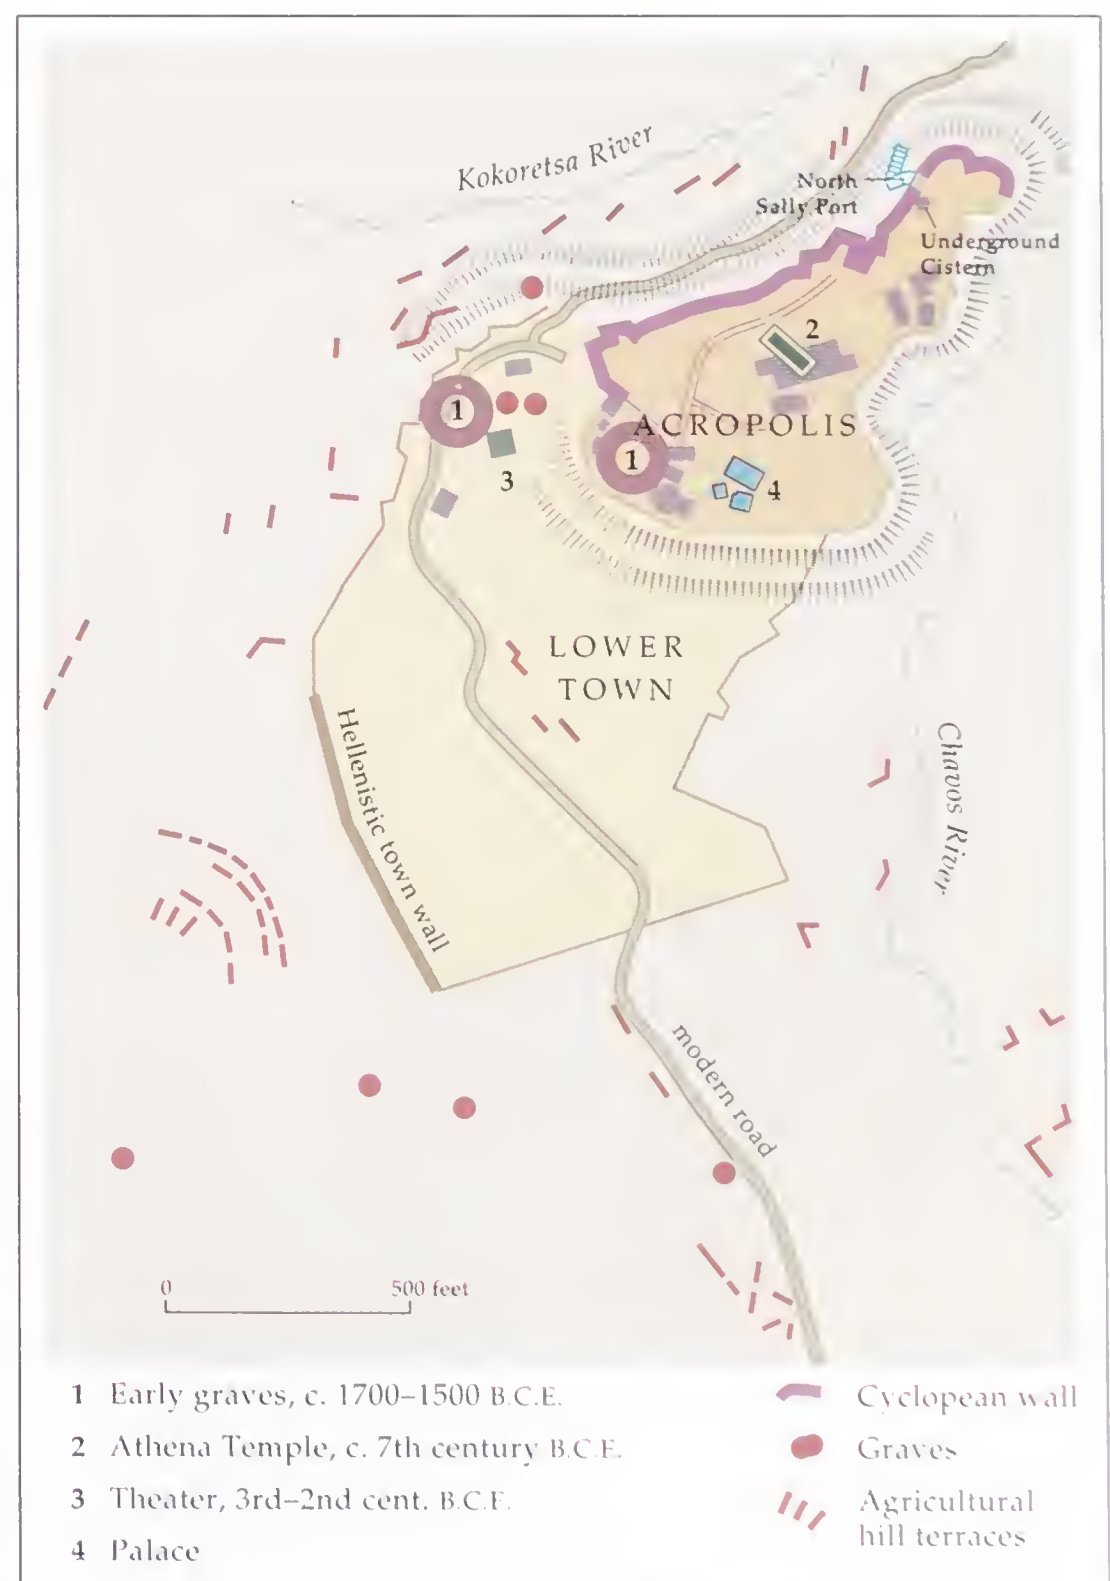 Kokoretsa River
North
Sally Port
Underground
Cistern
2
1
ACROPOLIS
1
3
4
LOWER
TOWN
Hellenistic town wall
Chavos River
modern road
0 500 feet
1 Early graves, c. 1700–1500 B.C.E.
2 Athena Temple, c. 7th century B.C.E.
3 Theater, 3rd–2nd cent. B.C.E.
4 Palace
Cyclopean wall
Graves
Agricultural
hill terraces